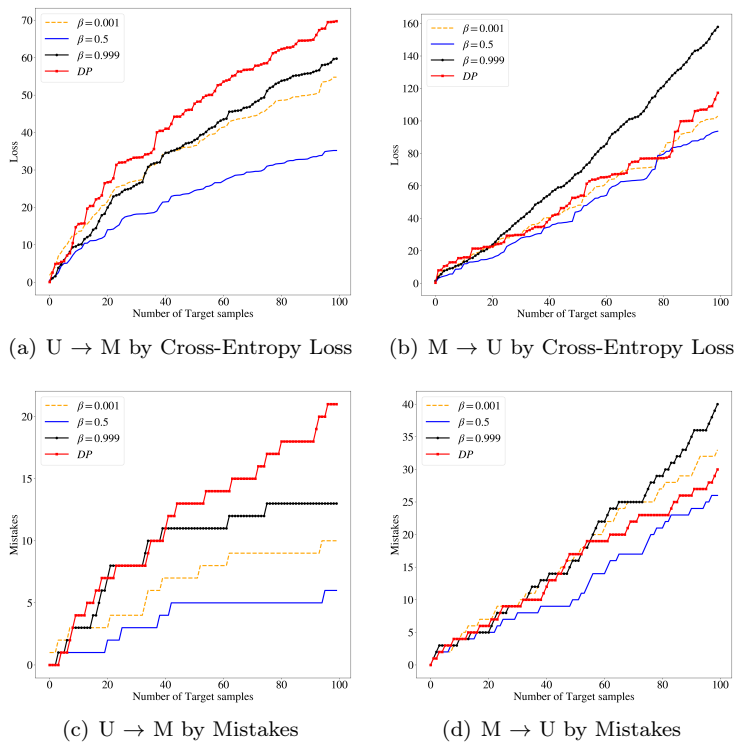 70
60
50
40
30
20
10
0
Loss
β=0.001
β=0.5
β=0.999
DP
0 20 40 60 80 100
Number of Target samples
(a) U → M by Cross-Entropy Loss
160
140
120
100
80
60
40
20
0
Loss
β=0.001
β=0.5
β=0.999
DP
0 20 40 60 80 100
Number of Target samples
(b) M → U by Cross-Entropy Loss
20
15
10
5
0
Mistakes
β=0.001
β=0.5
β=0.999
DP
0 20 40 60 80 100
Number of Target samples
(c) U → M by Mistakes
40
35
30
25
20
15
10
5
0
Mistakes
β=0.001
β=0.5
β=0.999
DP
0 20 40 60 80 100
Number of Target samples
(d) M → U by Mistakes